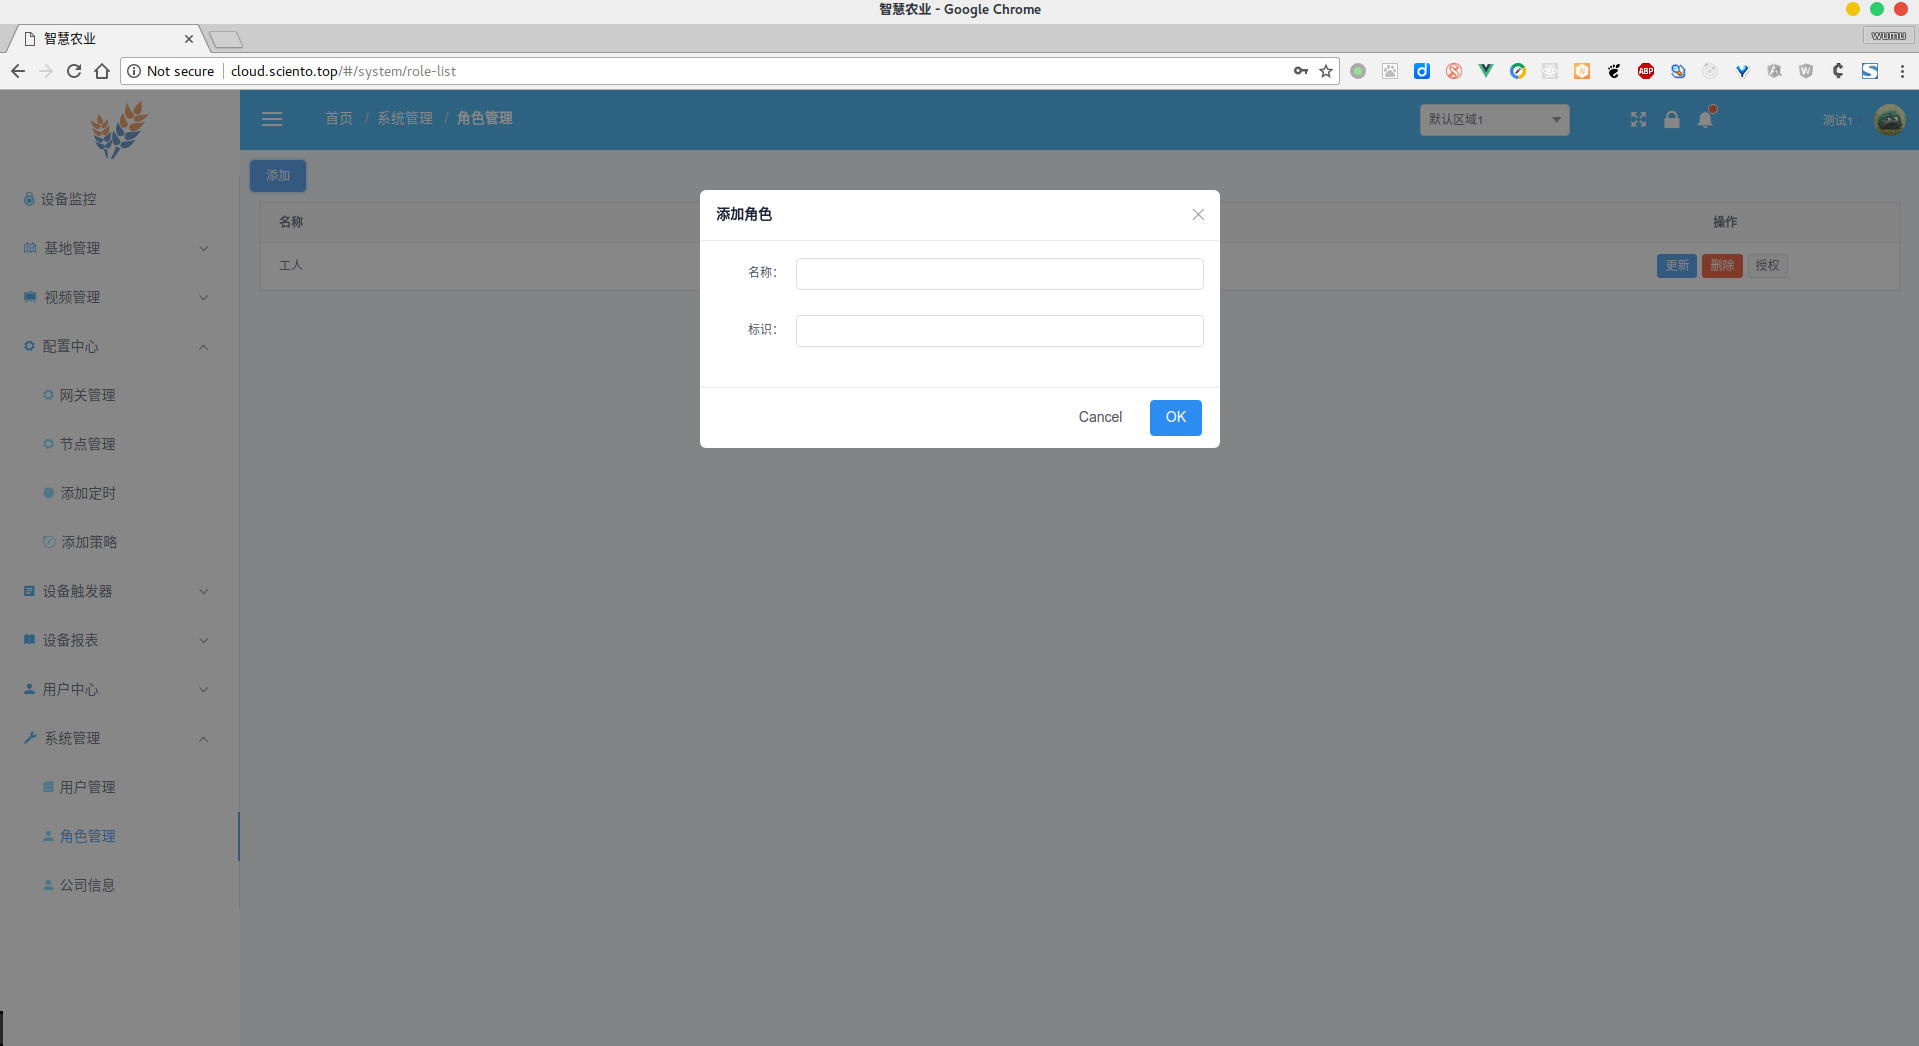 智慧农业 - Google Chrome
智慧农业
wumu
Not secure
cloud.sciento.top/#/system/role-list
ABP
首页 / 系统管理 / 角色管理
默认区域1
测试1
设备监控
基地管理
视频管理
配置中心
网关管理
节点管理
添加定时
添加策略
设备触发器
设备报表
用户中心
系统管理
用户管理
角色管理
公司信息
添加
名称
操作
工人
更新 删除 授权
添加角色
名称：
标识：
Cancel OK